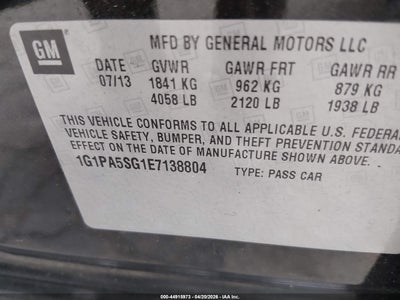 GM
MFD BY GENERAL MOTORS LLC
DATE GVWR GAWR FRT GAWR RR
07/13 1841 KG 962 KG 879 KG
4058 LB 2120 LB 1938 LB
THIS VEHICLE CONFORMS TO ALL APPLICABLE U.S. FEDERAL
VEHICLE SAFETY, BUMPER, AND THEFT PREVENTION STANDA
EFFECT ON THE DATE OF MANUFACTURE SHOWN ABOVE.
1G1PA5SG1E7138804 TYPE: PASS CAR
000-44915973 — 04/20/2026 — IAA Inc.